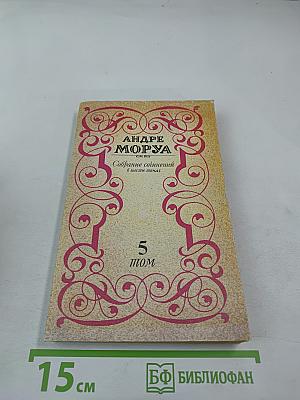 АНДРЕ
МОРУА
Собрание сочинений
в шести томах
5
том
15 см
БФ БИБЛИОФАН